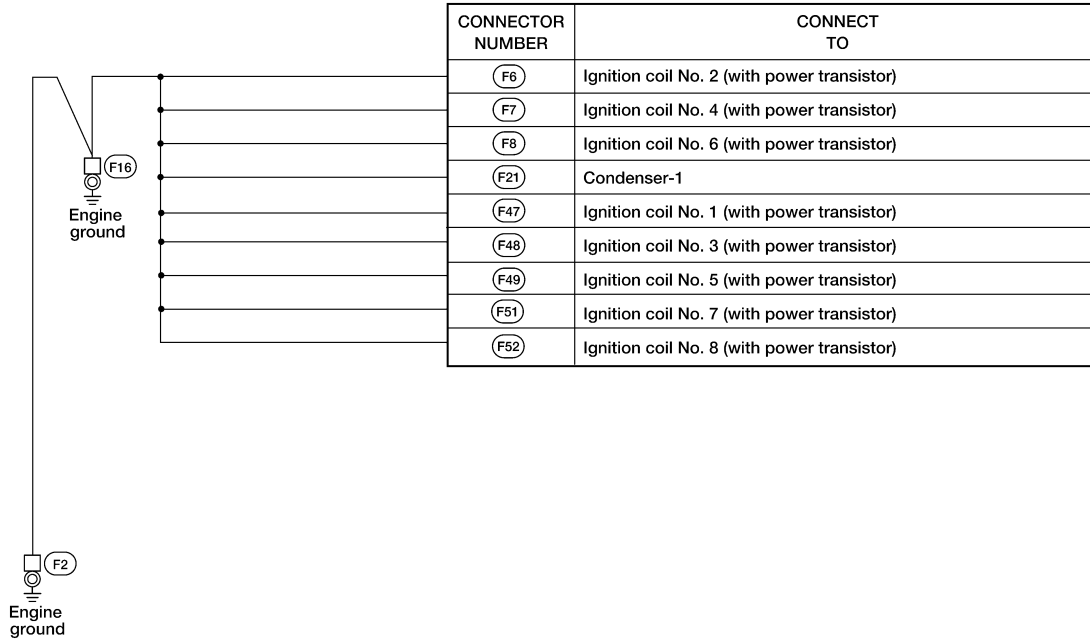 CONNECTOR NUMBER CONNECT TO
F6 Ignition coil No. 2 (with power transistor)
F7 Ignition coil No. 4 (with power transistor)
F8 Ignition coil No. 6 (with power transistor)
F21 Condenser-1
F47 Ignition coil No. 1 (with power transistor)
F48 Ignition coil No. 3 (with power transistor)
F49 Ignition coil No. 5 (with power transistor)
F51 Ignition coil No. 7 (with power transistor)
F52 Ignition coil No. 8 (with power transistor)
F16
Engine
ground
F2
Engine
ground